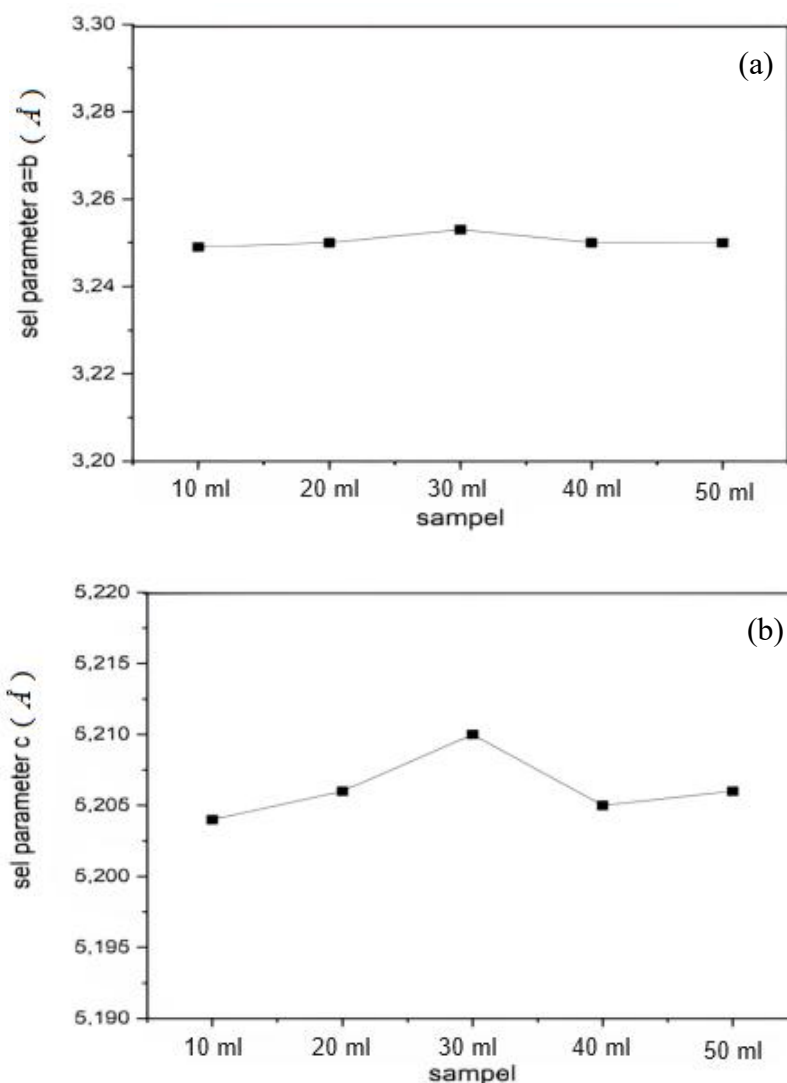 (a)
sel parameter a=b ( Å )
3,30
3,28
3,26
3,24
3,22
3,20
10 ml 20 ml 30 ml 40 ml 50 ml
sampel
(b)
sel parameter c ( Å )
5,220
5,215
5,210
5,205
5,200
5,195
5,190
10 ml 20 ml 30 ml 40 ml 50 ml
sampel